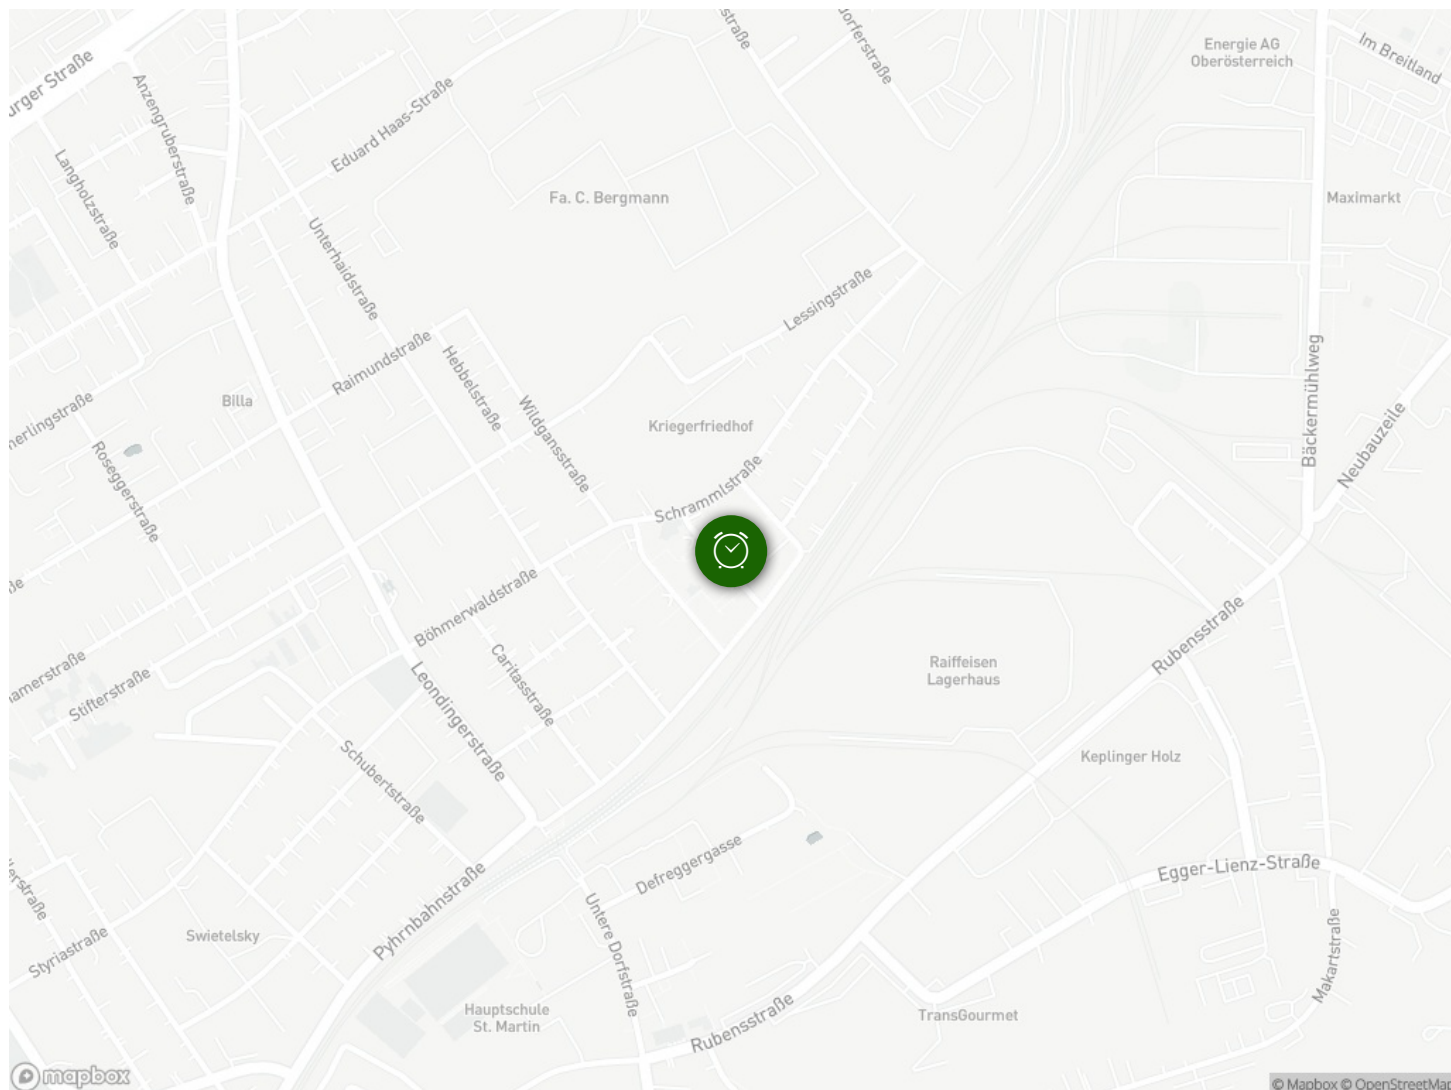 Energie AG
Oberösterreich
Im Breitland
urger Straße
Anzengruberstraße
Langholzstraße
Eduard Haas-Straße
straße
dorferstraße
Fa. C. Bergmann
Maximarkt
Unterhaidstraße
Lessingstraße
Raimundstraße
Hebbelstraße
Billa
Wildgansstraße
Kriegerfriedhof
Bäckermühlweg
Neubauzeile
nerlingstraße
Roseggerstraße
Schrammlstraße
ße
Böhmerwaldstraße
Rubensstraße
Raiffeisen
Lagerhaus
amerstraße
Stifterstraße
Caritasstraße
Leondingerstraße
Schubertstraße
Keplinger Holz
Defreggergasse
Egger-Lienz-Straße
erstraße
Pyhrnbahnstraße
Untere Dorfstraße
Swietelsky
Styriastraße
Makartstraße
Hauptschule
St. Martin
TransGourmet
Rubensstraße
mapbox
© Mapbox © OpenStreetMap